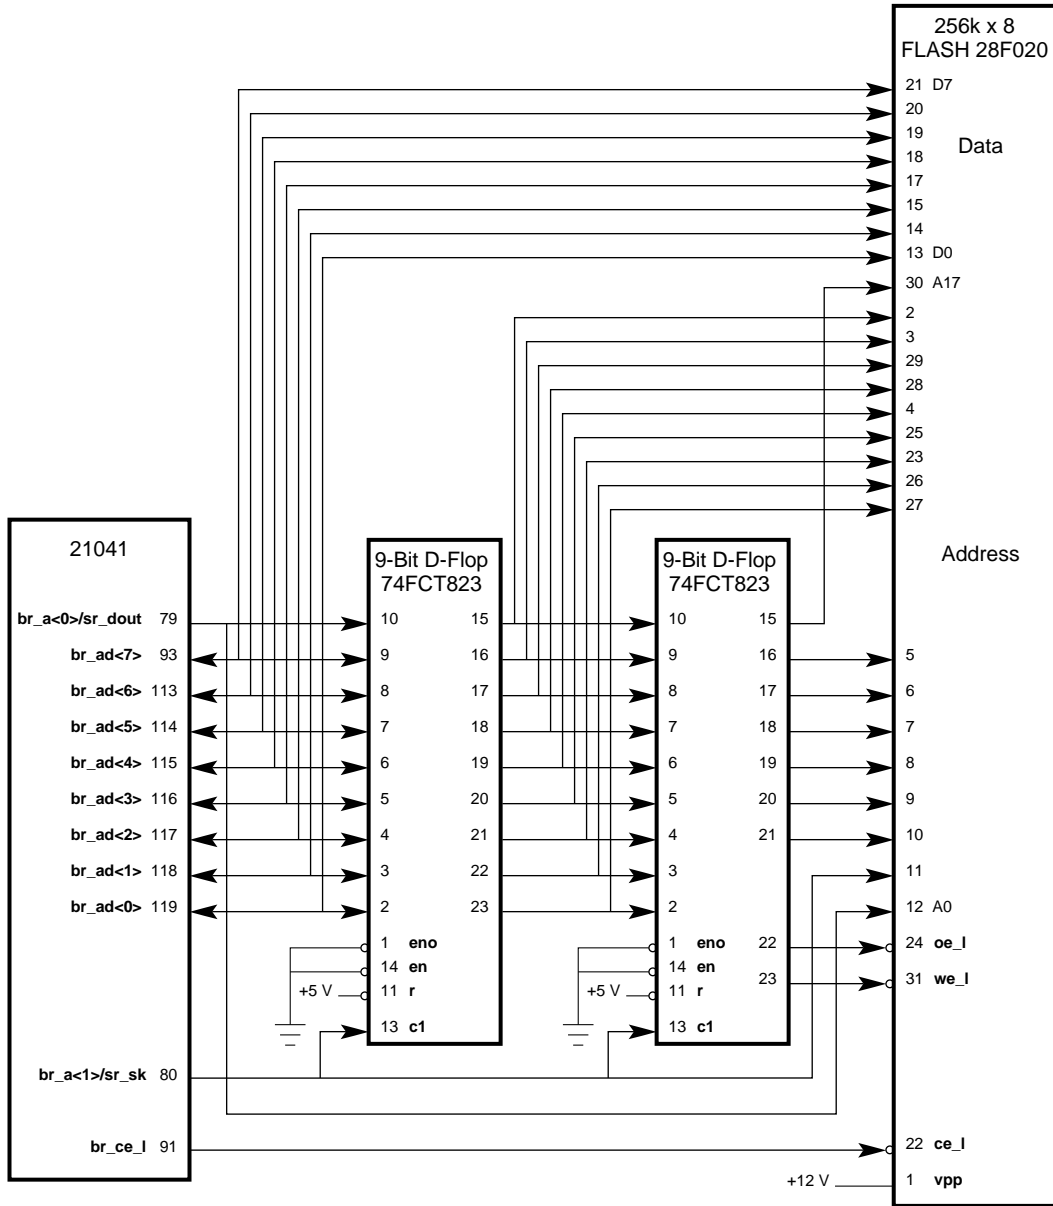 256k x 8
FLASH 28F020
21 D7
20
19
18
17
15
14
13 D0
Data
30 A17
2
3
29
28
4
25
23
26
27
Address
5
6
7
8
9
10
11
12 A0
24 oe_l
31 we_l
22 ce_l
+12 V 1 vpp
21041
br_a<0>/sr_dout 79
br_ad<7> 93
br_ad<6> 113
br_ad<5> 114
br_ad<4> 115
br_ad<3> 116
br_ad<2> 117
br_ad<1> 118
br_ad<0> 119
br_a<1>/sr_sk 80
br_ce_l 91
9-Bit D-Flop
74FCT823
10 15
9 16
8 17
7 18
6 19
5 20
4 21
3 22
2 23
1 eno
14 en
+5 V 11 r
13 c1
9-Bit D-Flop
74FCT823
10 15
9 16
8 17
7 18
6 19
5 20
4 21
3
2
1 eno 22
14 en
23
+5 V 11 r
13 c1